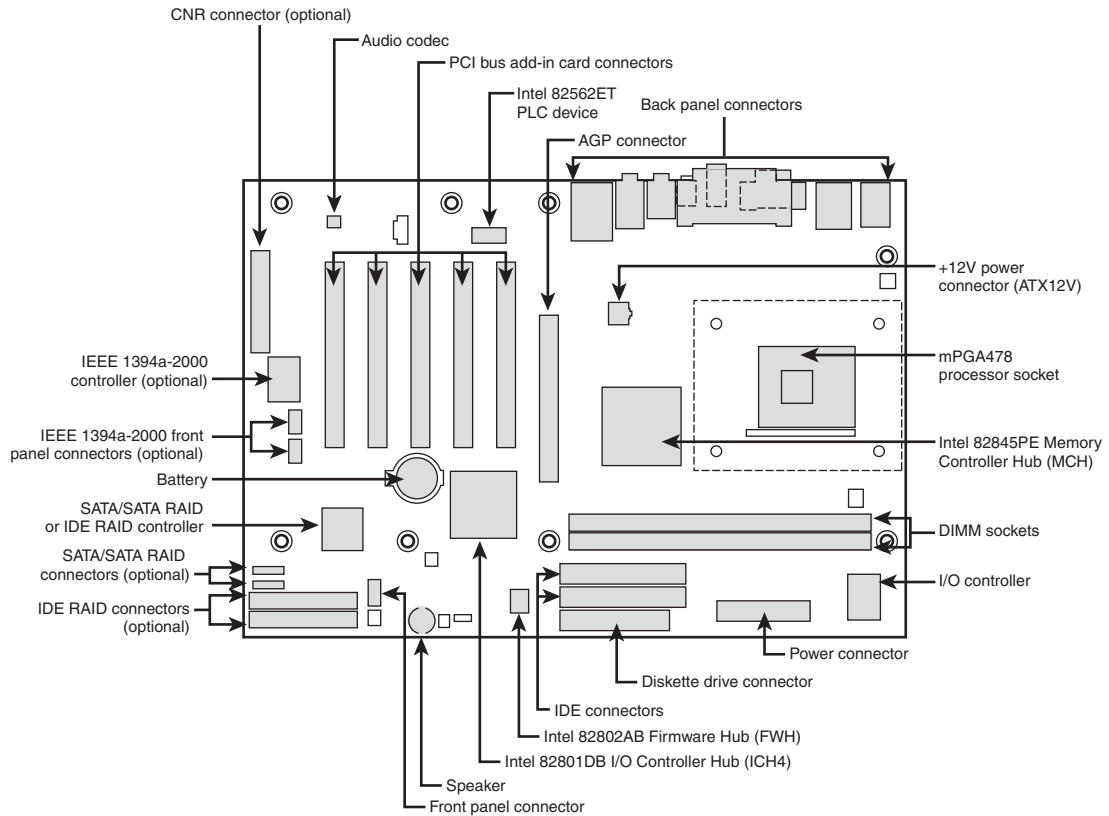 CNR connector (optional)
Audio codec
PCI bus add-in card connectors
Intel 82562ET
PLC device
Back panel connectors
AGP connector
+12V power
connector (ATX12V)
mPGA478
processor socket
IEEE 1394a-2000
controller (optional)
IEEE 1394a-2000 front
panel connectors (optional)
Intel 82845PE Memory
Controller Hub (MCH)
Battery
SATA/SATA RAID
or IDE RAID controller
DIMM sockets
SATA/SATA RAID
connectors (optional)
I/O controller
IDE RAID connectors
(optional)
Power connector
Diskette drive connector
IDE connectors
Intel 82802AB Firmware Hub (FWH)
Intel 82801DB I/O Controller Hub (ICH4)
Speaker
Front panel connector